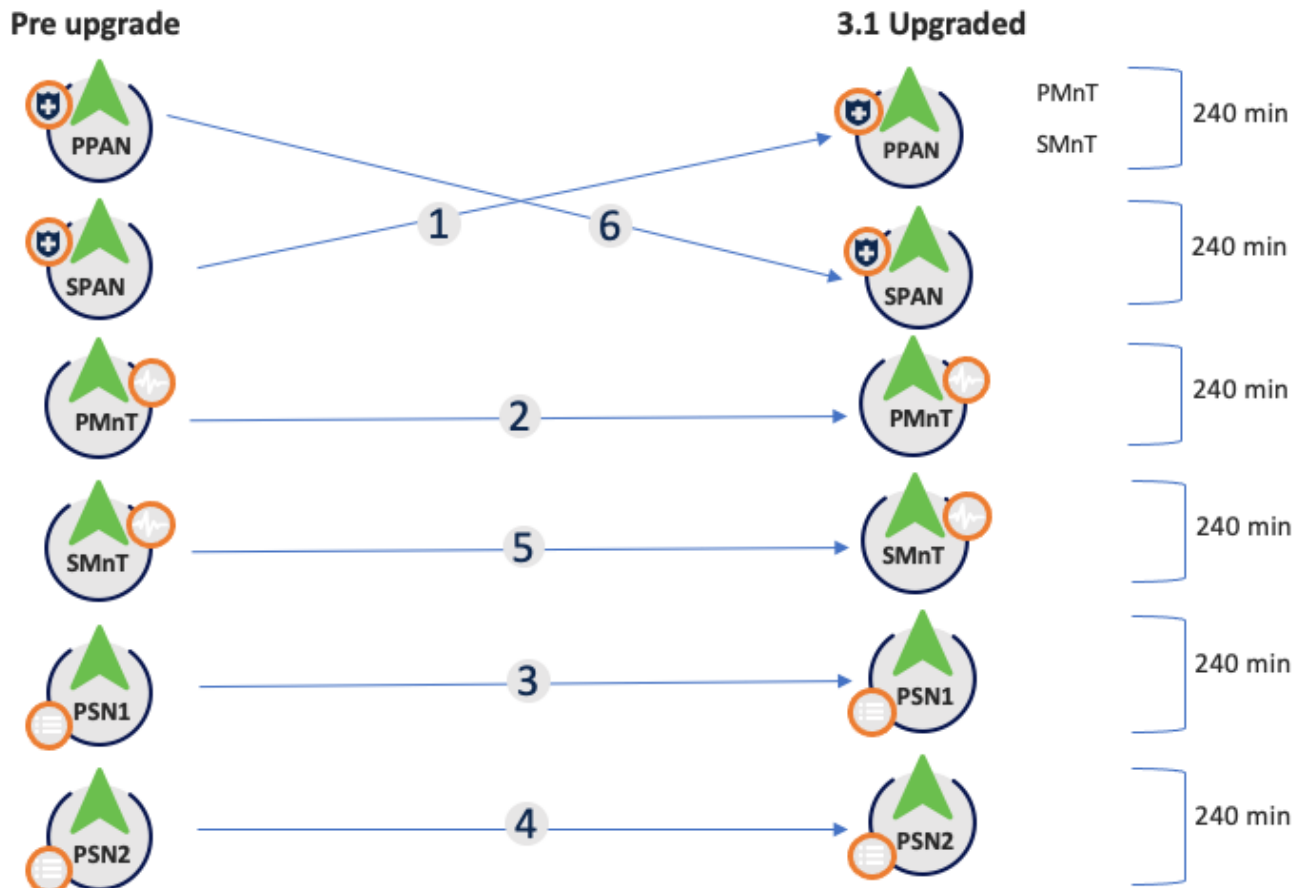 Pre upgrade
3.1 Upgraded
PPAN
PPAN
PMnT
SMnT
240 min
SPAN
1
6
SPAN
240 min
PMnT
2
PMnT
240 min
SMnT
5
SMnT
240 min
PSN1
3
PSN1
240 min
PSN2
4
PSN2
240 min